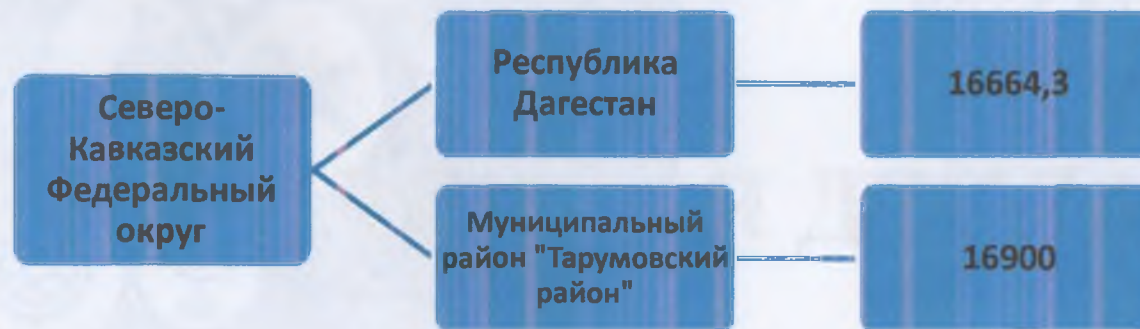 Северо-
Кавказский
Федеральный
округ
Республика
Дагестан
16664,3
Муниципальный
район "Тарумовский
район"
16900